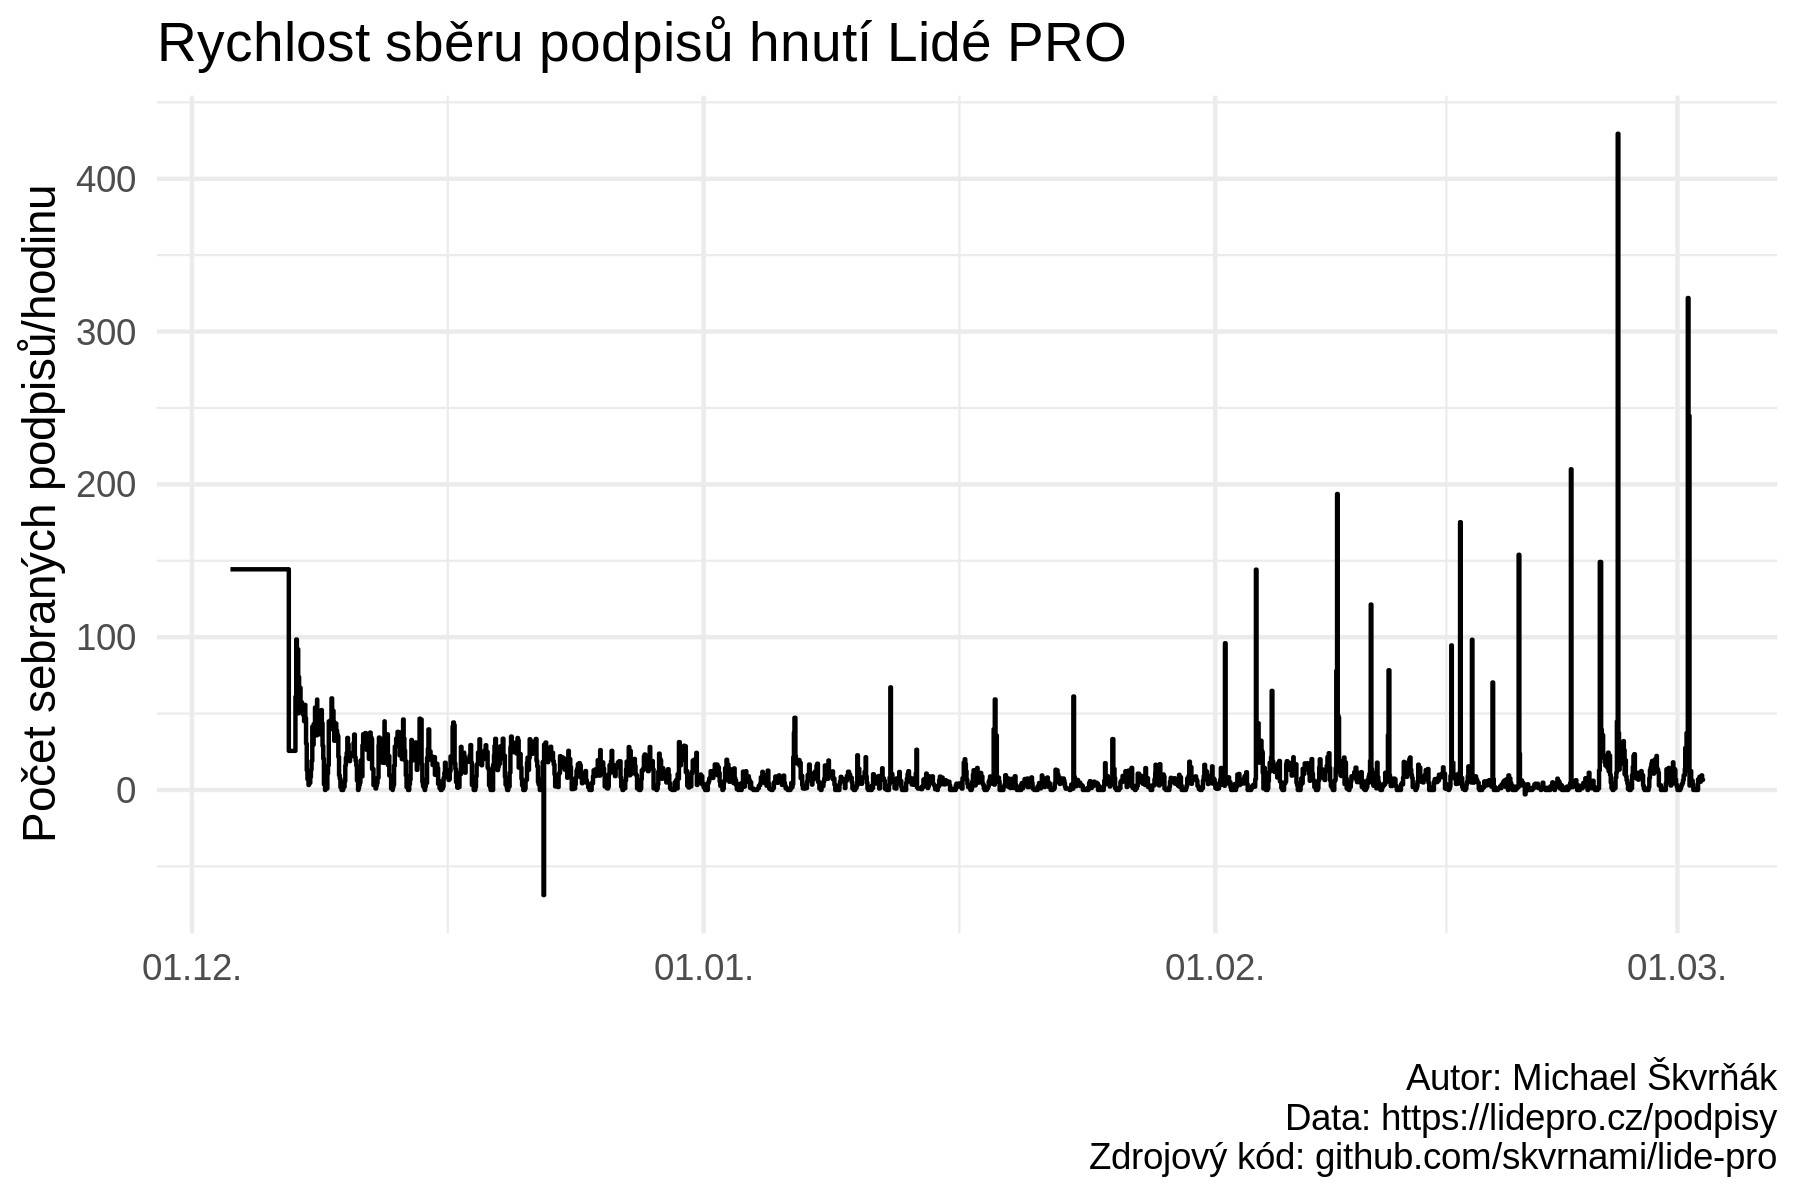 Rychlost sběru podpisů hnutí Lidé PRO
Počet sebraných podpisů/hodinu
400
300
200
100
0
01.12.
01.01.
01.02.
01.03.
Autor: Michael Škvrňák
Data: https://lidepro.cz/podpisy
Zdrojový kód: github.com/skvrnami/lide-pro